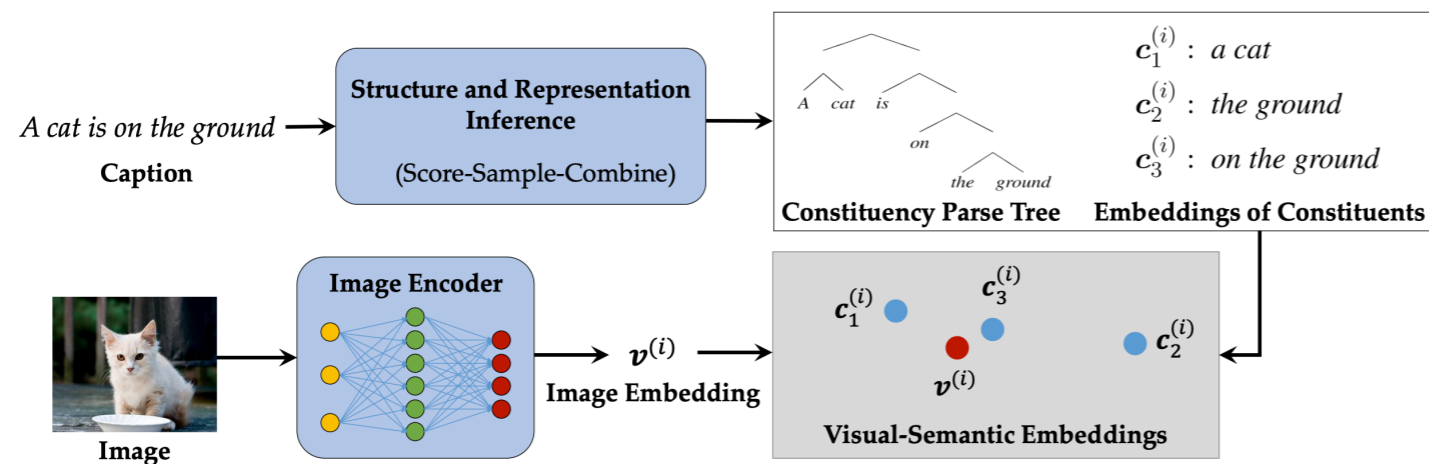 A cat is on the ground
Caption
Structure and Representation
Inference
(Score-Sample-Combine)
A cat is
on
the ground
Constituency Parse Tree
c₁⁽ⁱ⁾ : a cat
c₂⁽ⁱ⁾ : the ground
c₃⁽ⁱ⁾ : on the ground
Embeddings of Constituents
Image
Image Encoder
v⁽ⁱ⁾
Image Embedding
c₁⁽ⁱ⁾
c₃⁽ⁱ⁾
c₂⁽ⁱ⁾
v⁽ⁱ⁾
Visual-Semantic Embeddings